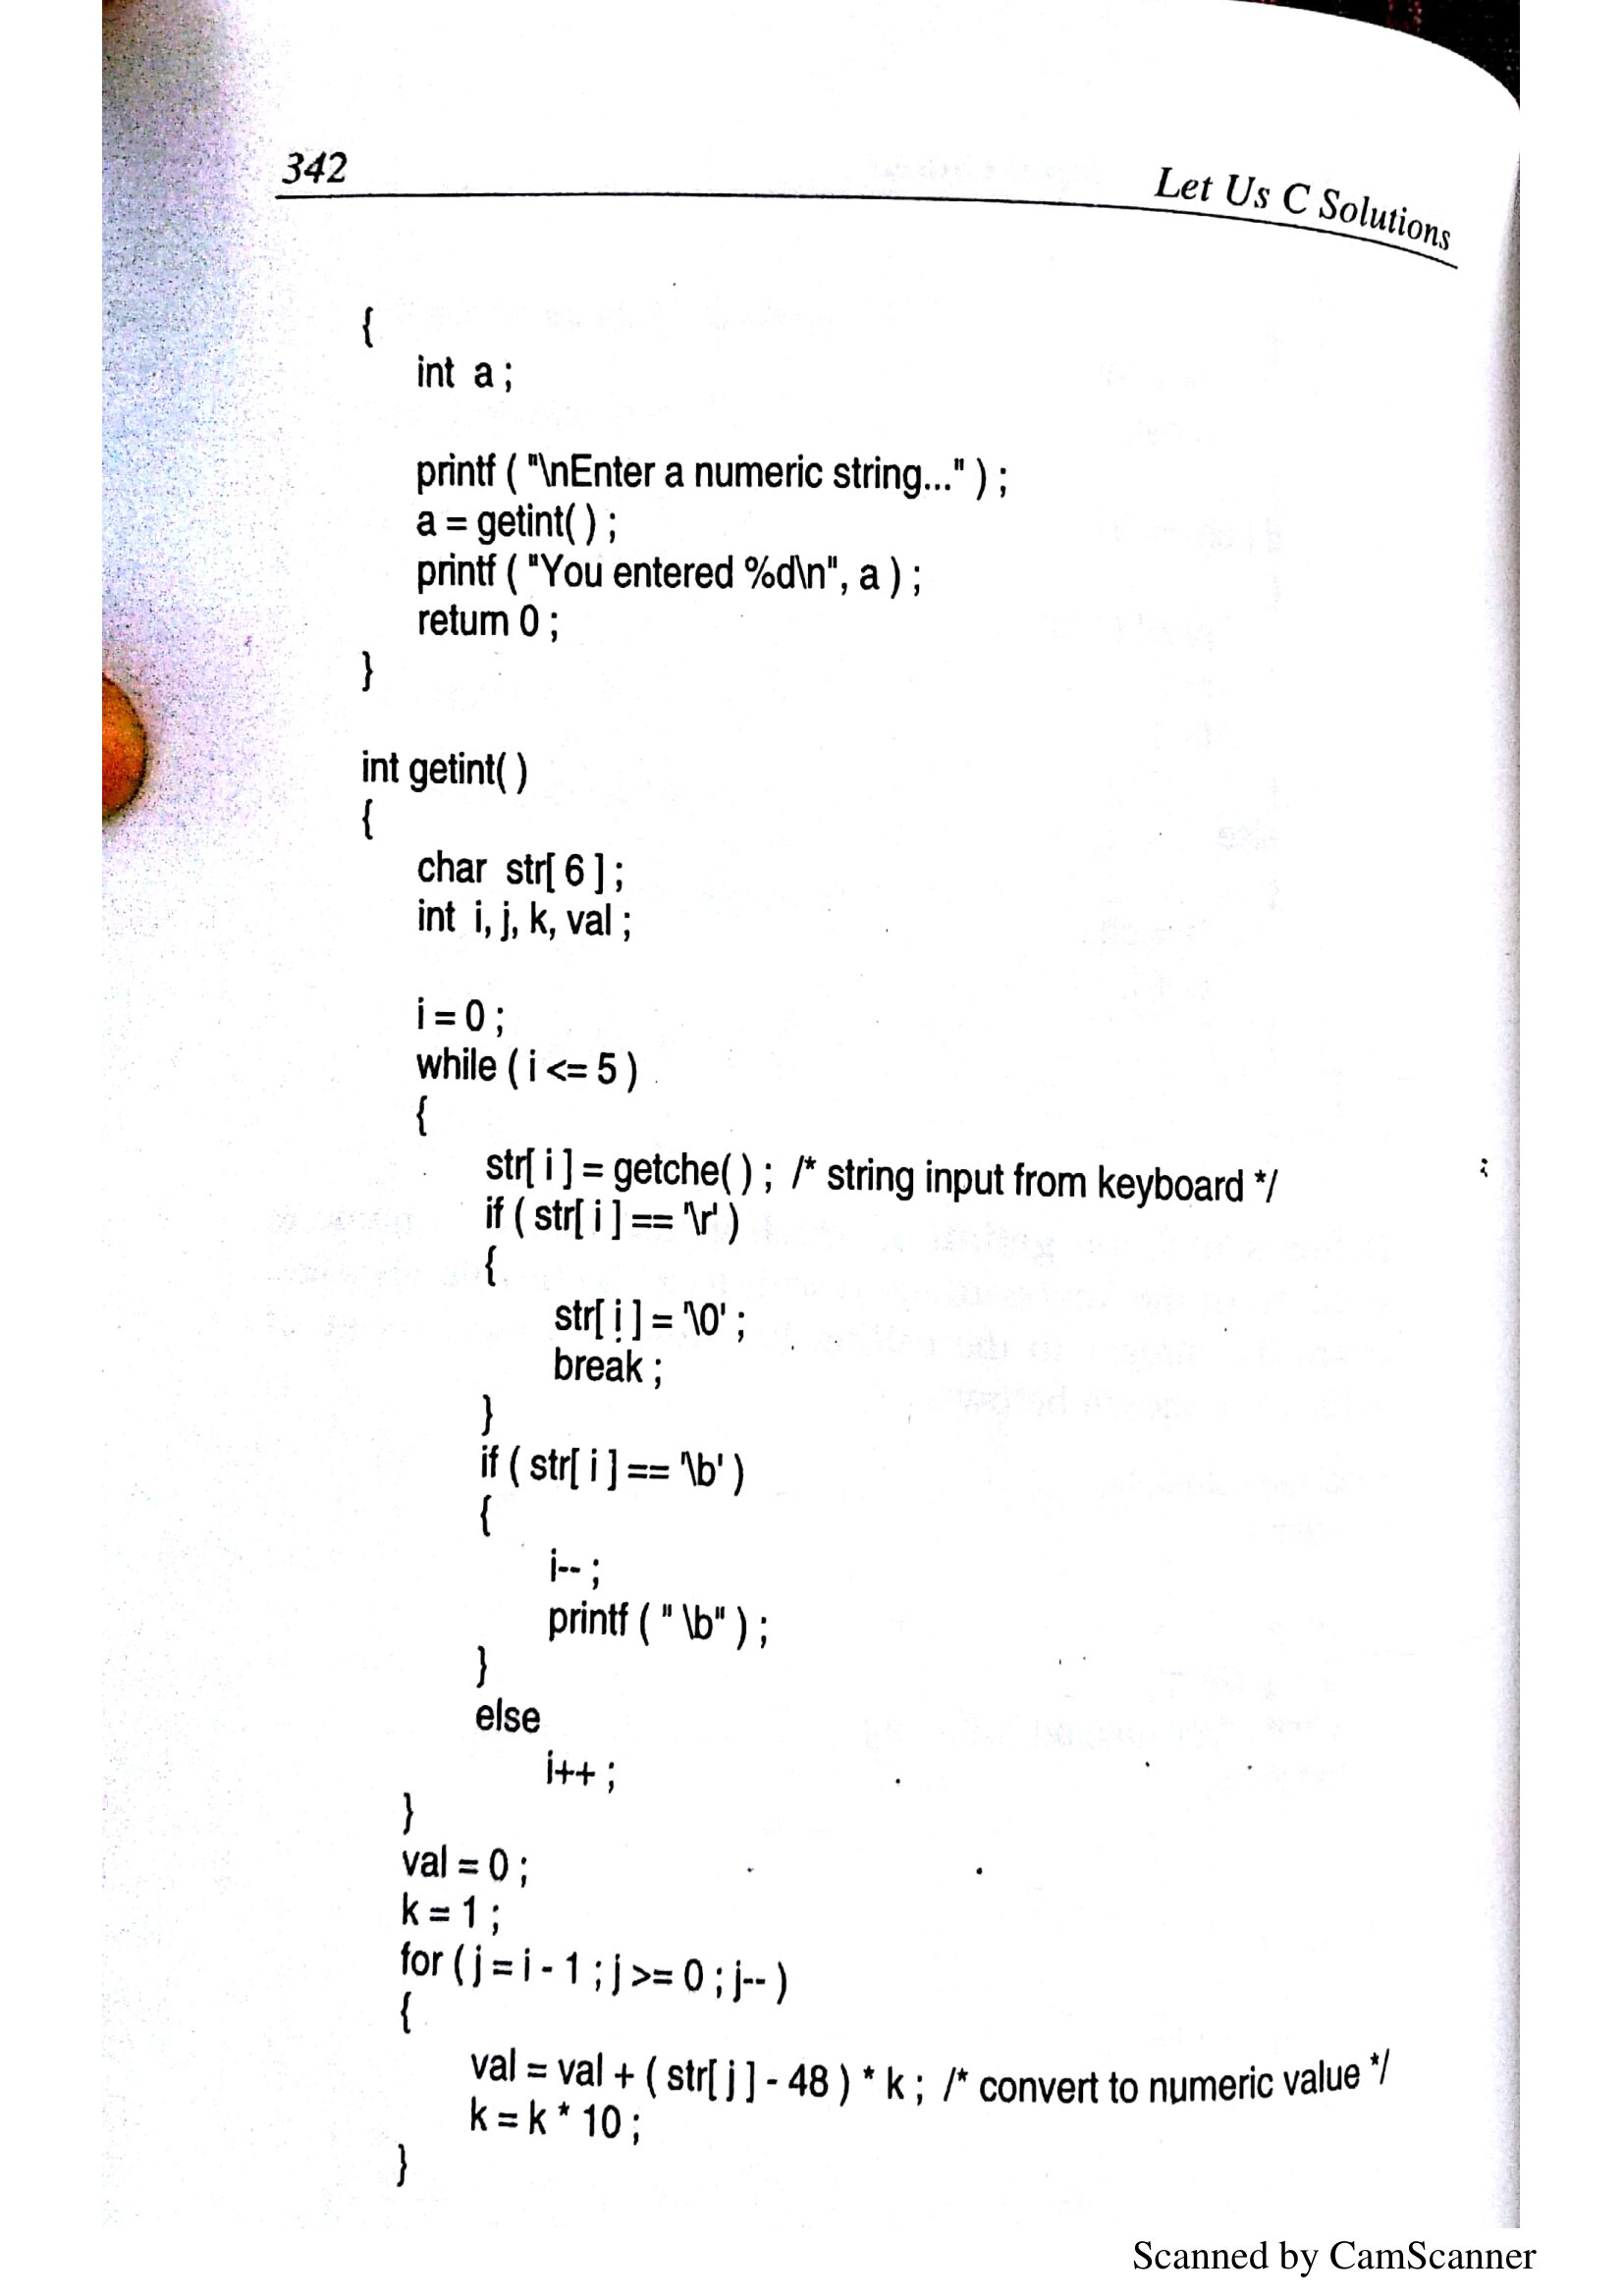 342
Let Us C Solutions
{
int a ;
printf ( "\nEnter a numeric string..." ) ;
a = getint( ) ;
printf ( "You entered %d\n", a ) ;
return 0 ;
}
int getint( )
{
char str[ 6 ] ;
int i, j, k, val ;
i = 0 ;
while ( i <= 5 )
{
str[ i ] = getche( ) ; /* string input from keyboard */
if ( str[ i ] == '\r' )
{
str[ i ] = '\0' ;
break ;
}
if ( str[ i ] == '\b' )
{
i-- ;
printf ( " \b" ) ;
}
else
i++ ;
}
val = 0 ;
k = 1 ;
for ( j = i - 1 ; j >= 0 ; j-- )
{
val = val + ( str[ j ] - 48 ) * k ; /* convert to numeric value */
k = k * 10 ;
}
Scanned by CamScanner